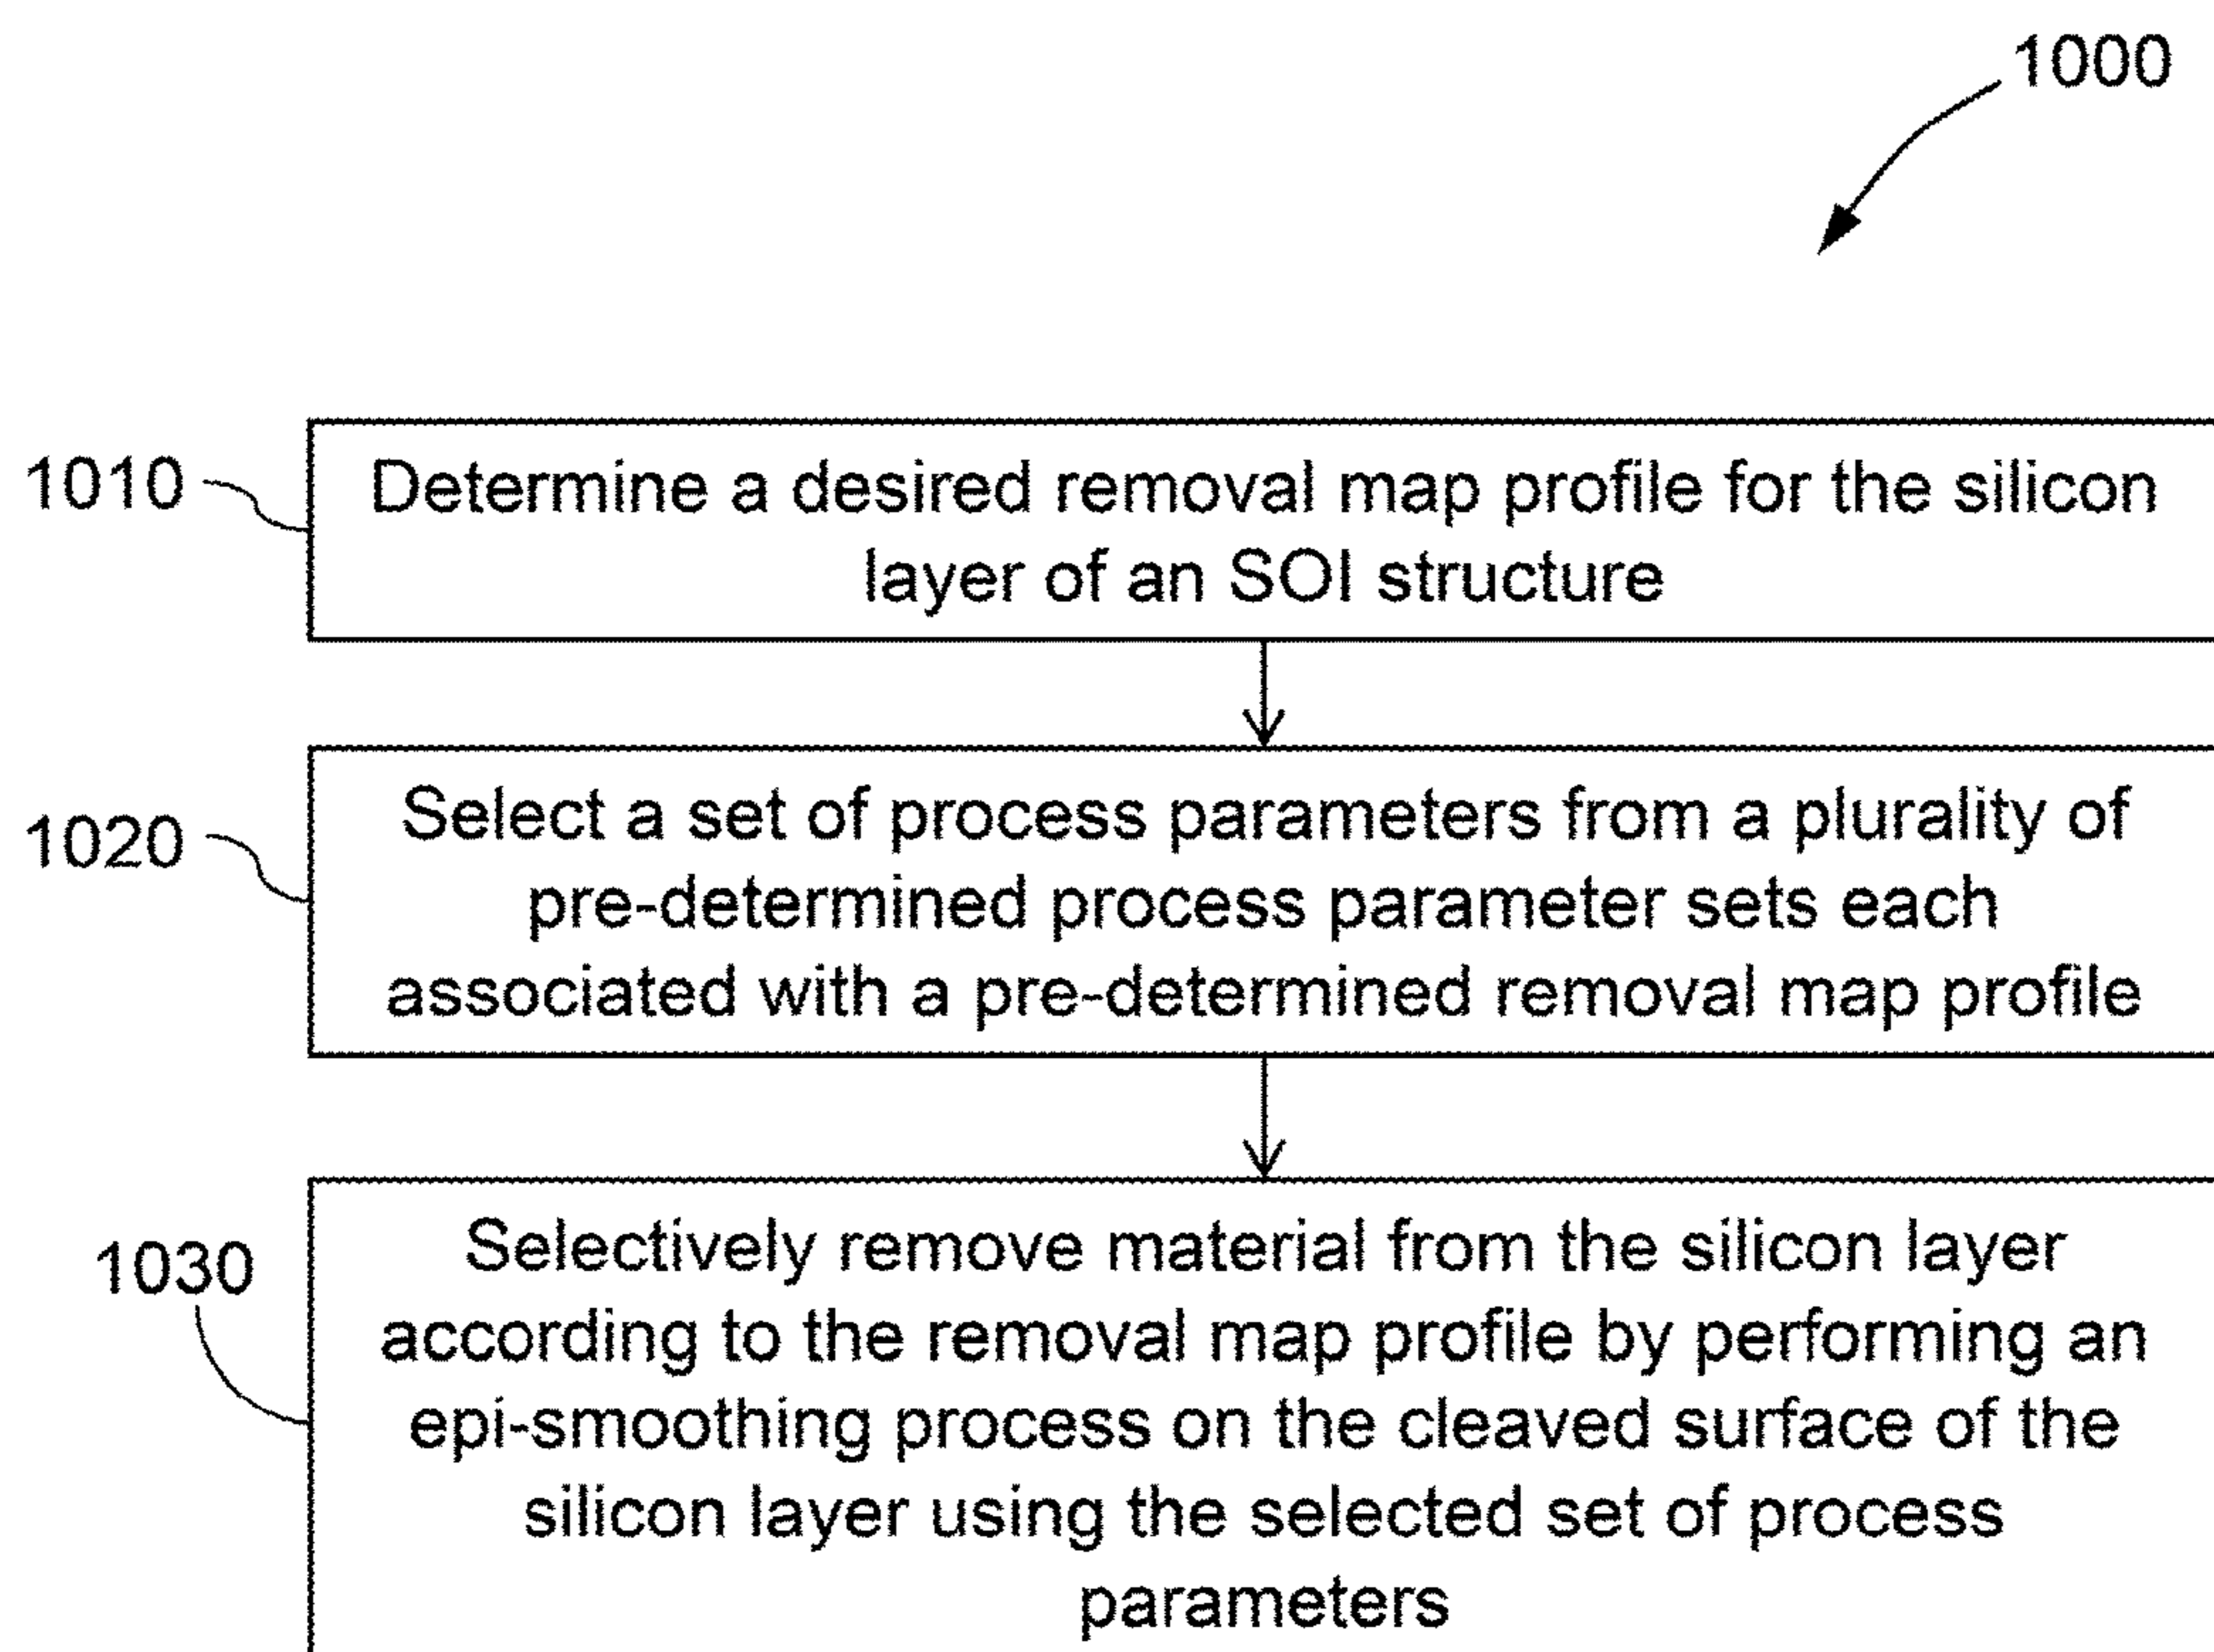 1000
1010
Determine a desired removal map profile for the silicon
layer of an SOI structure
1020
Select a set of process parameters from a plurality of
pre-determined process parameter sets each
associated with a pre-determined removal map profile
1030
Selectively remove material from the silicon layer
according to the removal map profile by performing an
epi-smoothing process on the cleaved surface of the
silicon layer using the selected set of process
parameters